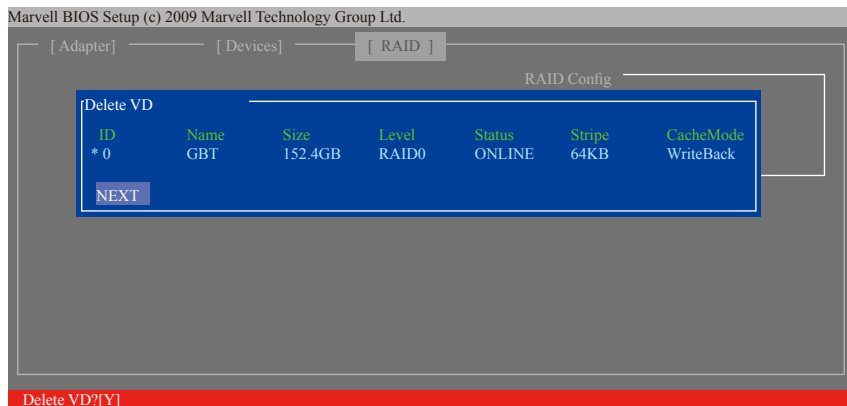 Marvell BIOS Setup (c) 2009 Marvell Technology Group Ltd.
[ Adapter] [ Devices] [ RAID ]
RAID Config
Delete VD
ID Name Size Level Status Stripe CacheMode
* 0 GBT 152.4GB RAID0 ONLINE 64KB WriteBack
NEXT
Delete VD?[Y]